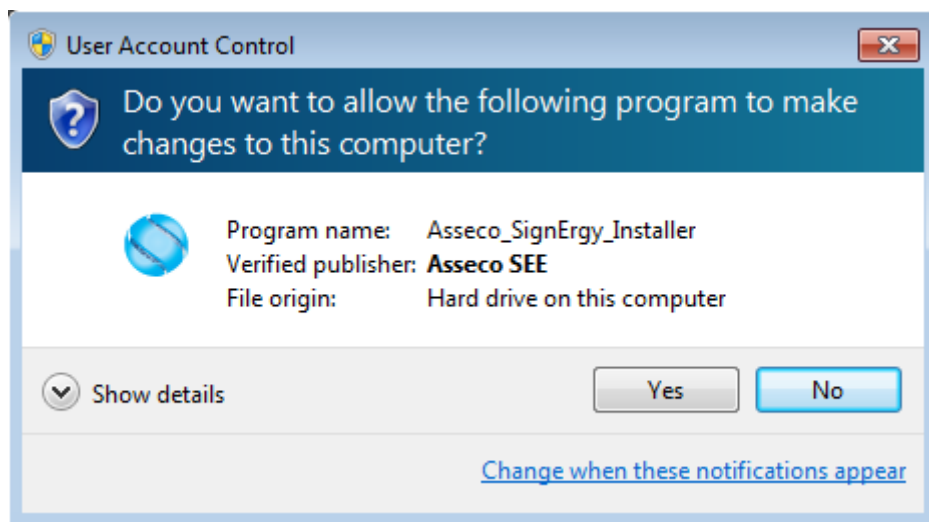 User Account Control
Do you want to allow the following program to make
changes to this computer?
Program name: Asseco_SignErgy_Installer
Verified publisher: Asseco SEE
File origin: Hard drive on this computer
Show details
Yes
No
Change when these notifications appear